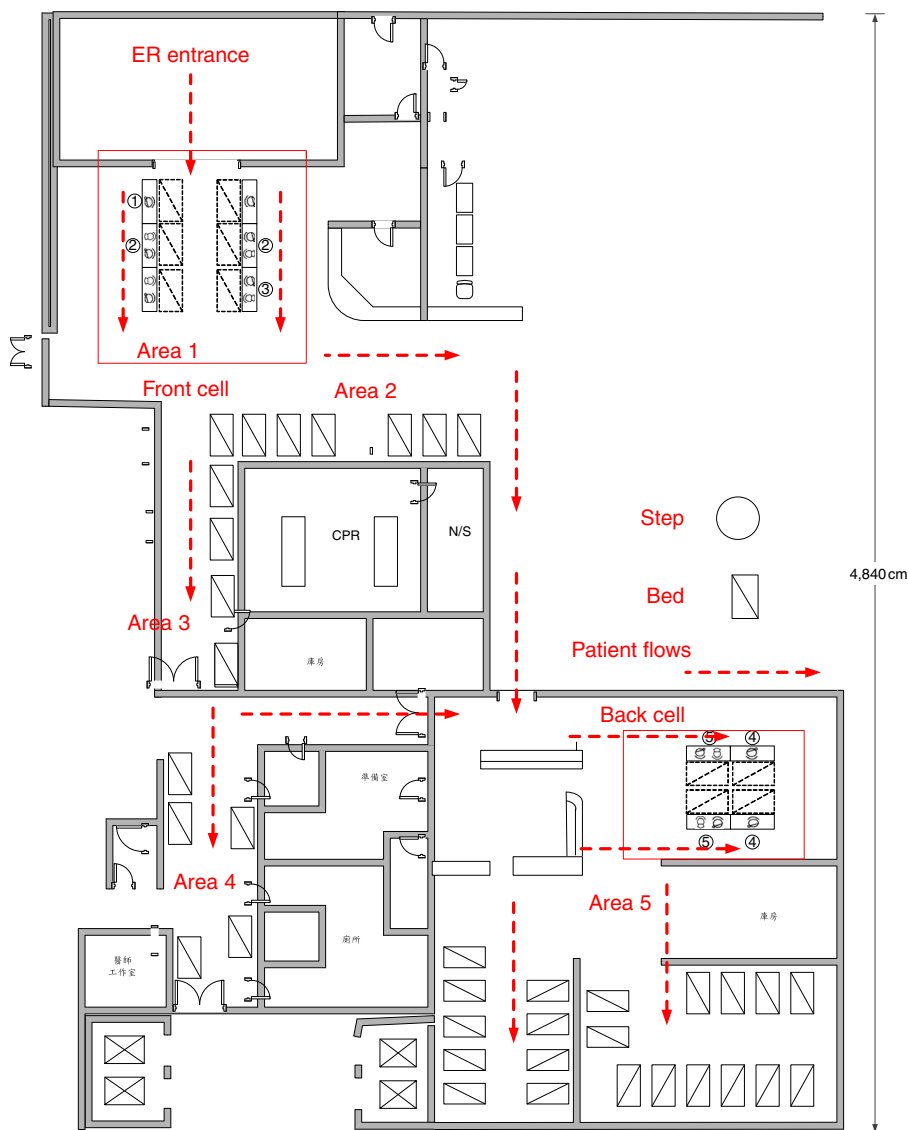 ER entrance
①
②
②
③
Area 1
Front cell
Area 2
CPR
N/S
Step
4,840 cm
Bed
Area 3
庫房
Patient flows
Back cell
⑤
④
準備室
⑤
④
Area 4
Area 5
庫房
廁所
醫師
工作室